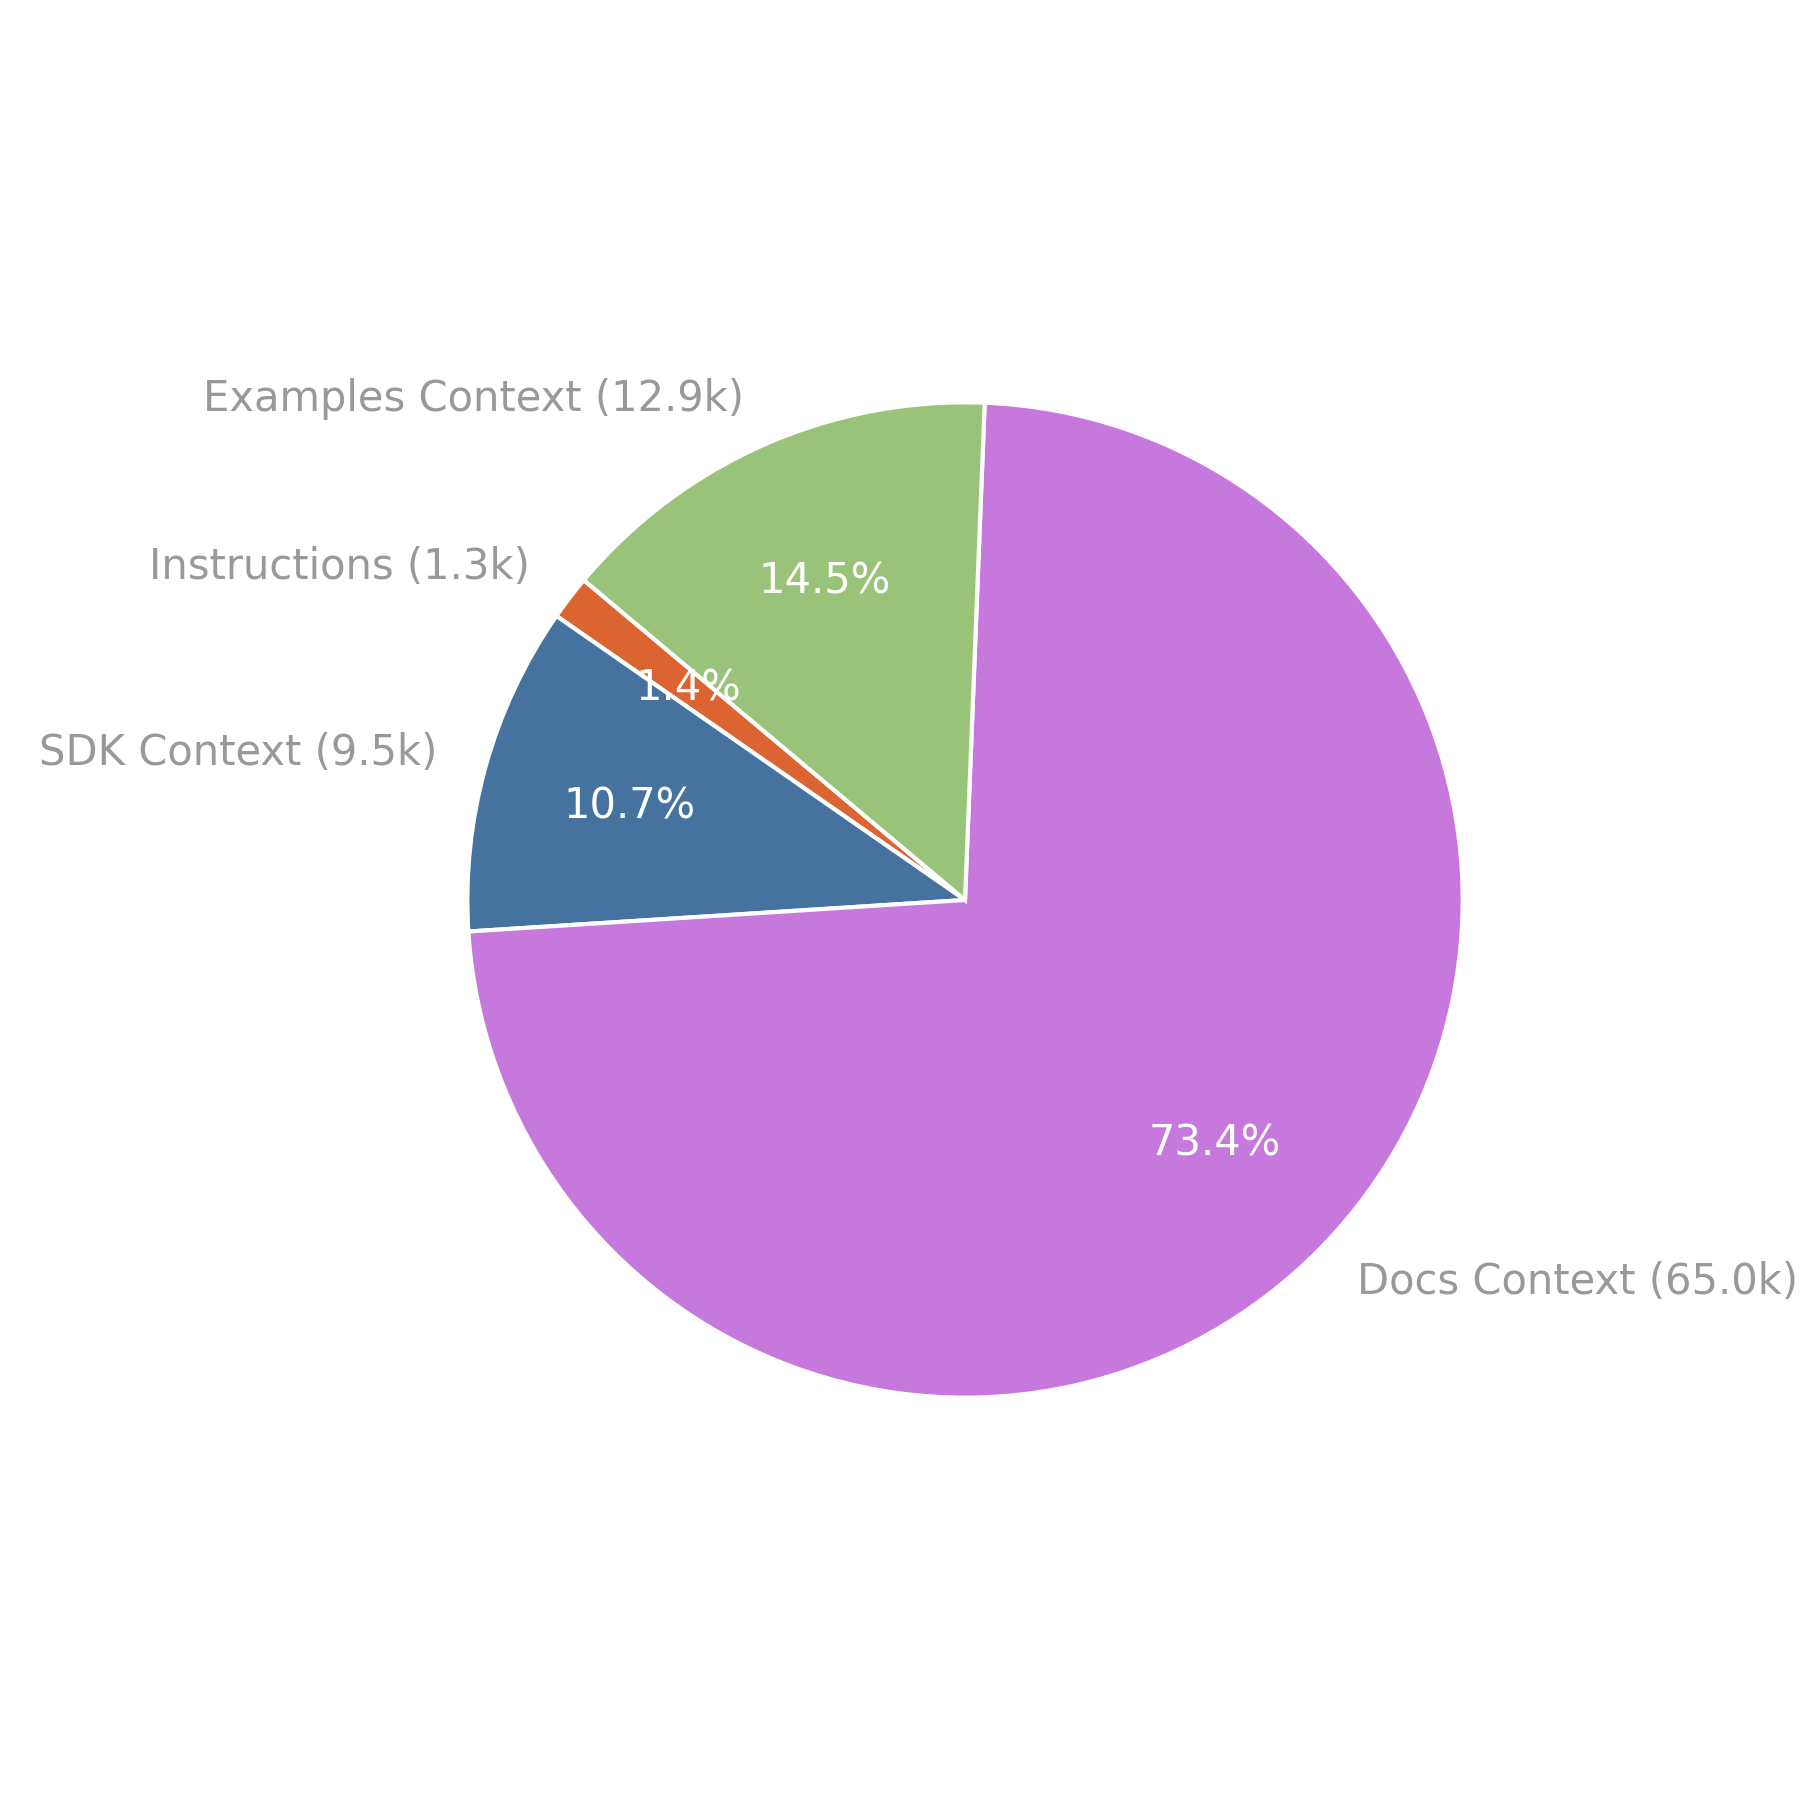 Examples Context (12.9k)
Instructions (1.3k)
14.5%
1.4%
SDK Context (9.5k)
10.7%
73.4%
Docs Context (65.0k)